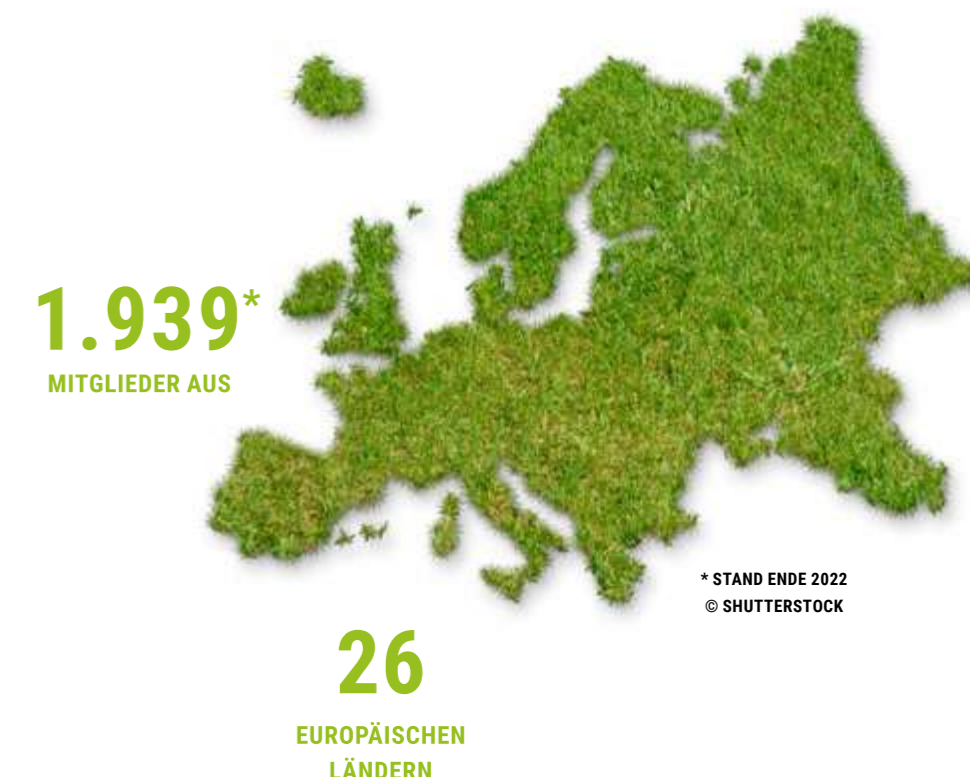 1.939*
MITGLIEDER AUS
* STAND ENDE 2022
© SHUTTERSTOCK
26
EUROPÄISCHEN
LÄNDERN